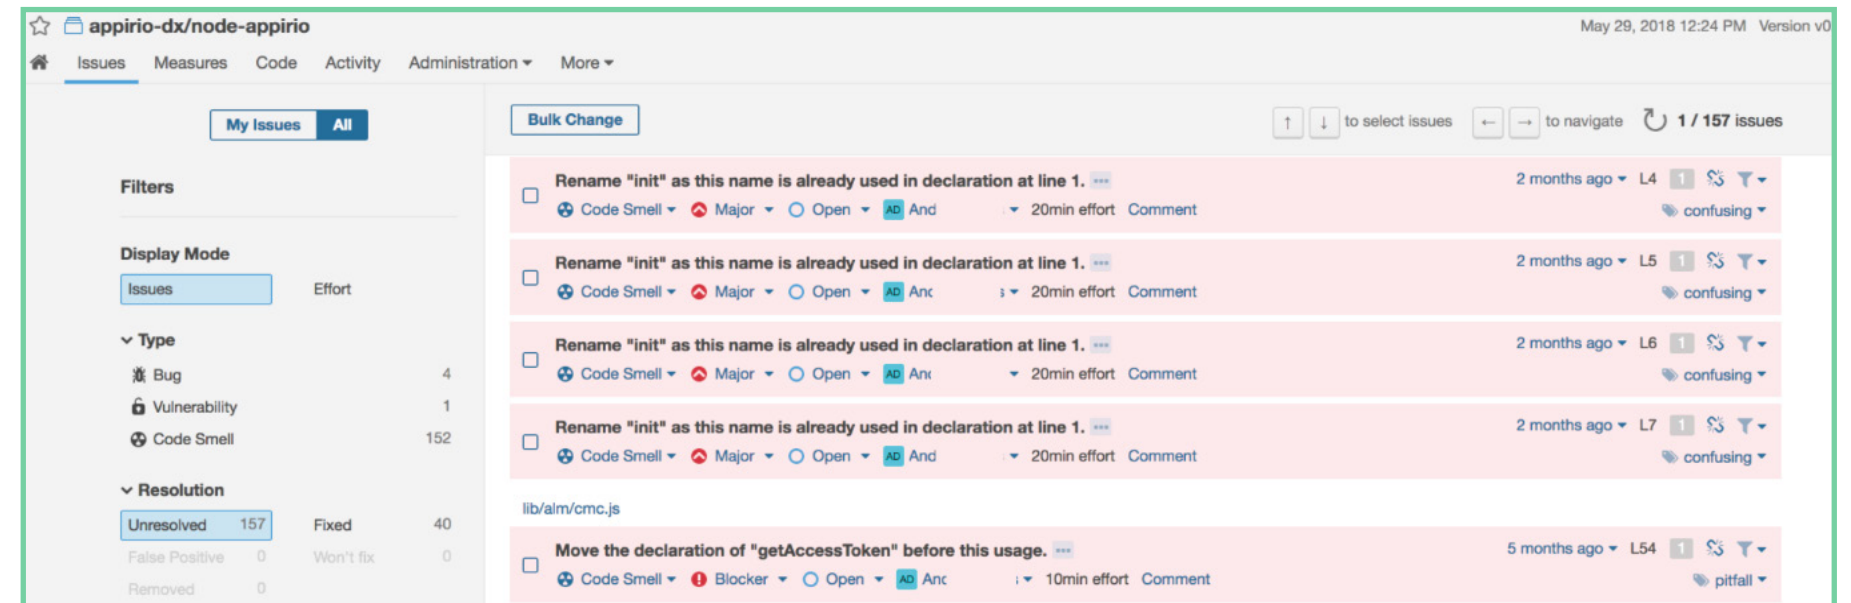 appirio-dx/node-appirio
May 29, 2018 12:24 PM Version v0
Issues Measures Code Activity Administration More
My Issues All
Bulk Change
↑ ↓ to select issues ← → to navigate 1 / 157 issues
Filters
Display Mode
Issues Effort
Type
Bug 4
Vulnerability 1
Code Smell 152
Resolution
Unresolved 157 Fixed 40
False Positive 0 Won't fix 0
Removed 0
Rename "init" as this name is already used in declaration at line 1. ...
2 months ago L4 1
Code Smell Major Open AD And 20min effort Comment
confusing
Rename "init" as this name is already used in declaration at line 1. ...
2 months ago L5 1
Code Smell Major Open AD s 20min effort Comment
confusing
Rename "init" as this name is already used in declaration at line 1. ...
2 months ago L6 1
Code Smell Major Open AD 20min effort Comment
confusing
Rename "init" as this name is already used in declaration at line 1. ...
2 months ago L7 1
Code Smell Major Open AD And 20min effort Comment
confusing
lib/alm/cmc.js
Move the declaration of "getAccessToken" before this usage. ...
5 months ago L54 1
Code Smell Blocker Open AD 10min effort Comment
pitfall